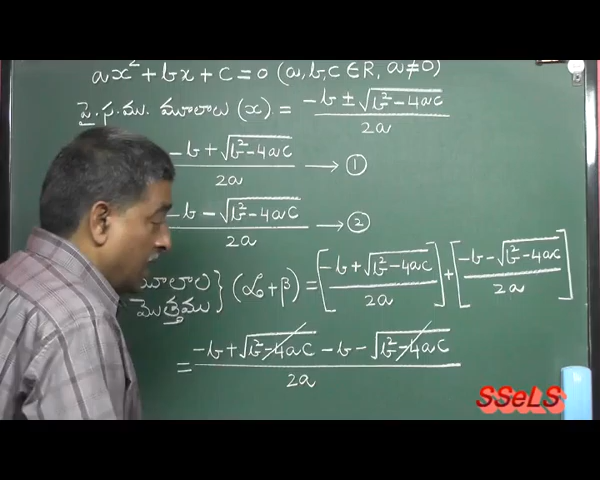 ax² + bx + c = 0 (a, b, c ∈ R, a ≠ 0)
పై. స. ము. మూలాలు (x) = (-b ± √(b² - 4ac)) / 2a
(-b + √(b² - 4ac)) / 2a → ①
(-b - √(b² - 4ac)) / 2a → ②
మూలాల మొత్తము } (α + β) = [(-b + √(b² - 4ac)) / 2a] + [(-b - √(b² - 4ac)) / 2a]
= (-b + √(b² - 4ac) - b - √(b² - 4ac)) / 2a
SSeLS